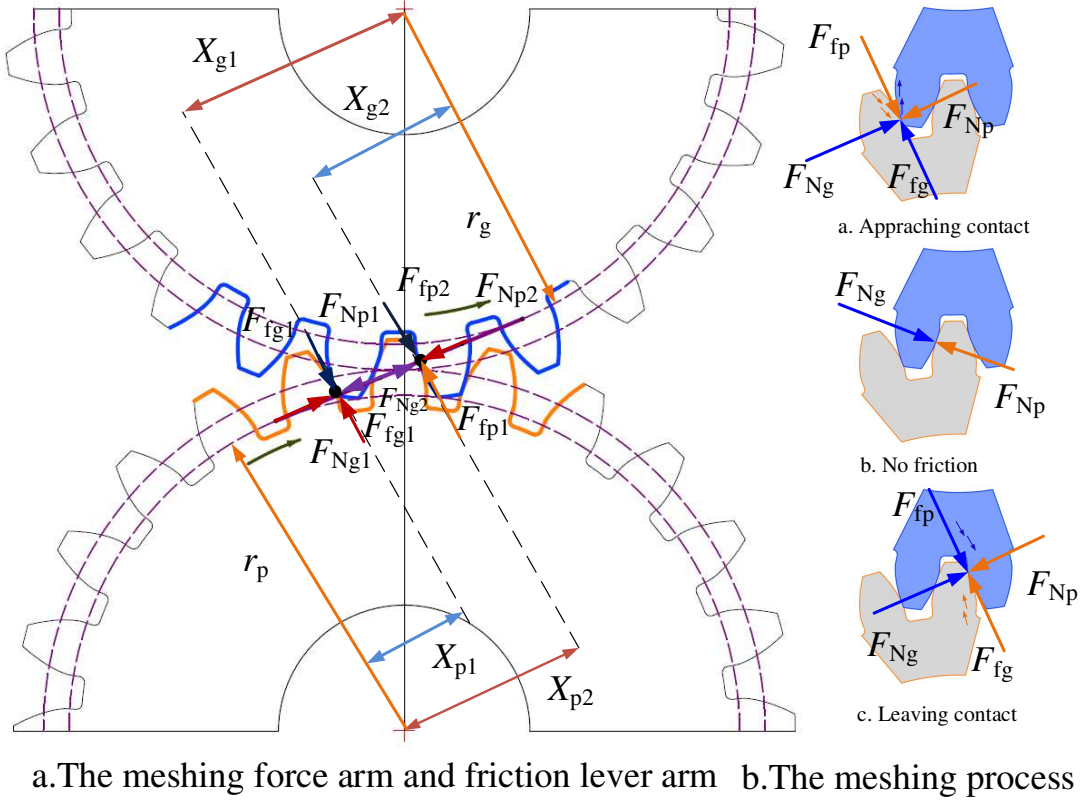 X_g1
X_g2
r_g
F_fp2
F_Np2
F_Np1
F_fg1
F_Ng2
F_fg1
F_fp1
F_Ng1
r_p
X_p1
X_p2
a.The meshing force arm and friction lever arm
F_fp
F_Np
F_Ng
F_fg
a. Appraching contact
F_Ng
F_Np
b. No friction
F_fp
F_Np
F_Ng
F_fg
c. Leaving contact
b.The meshing process